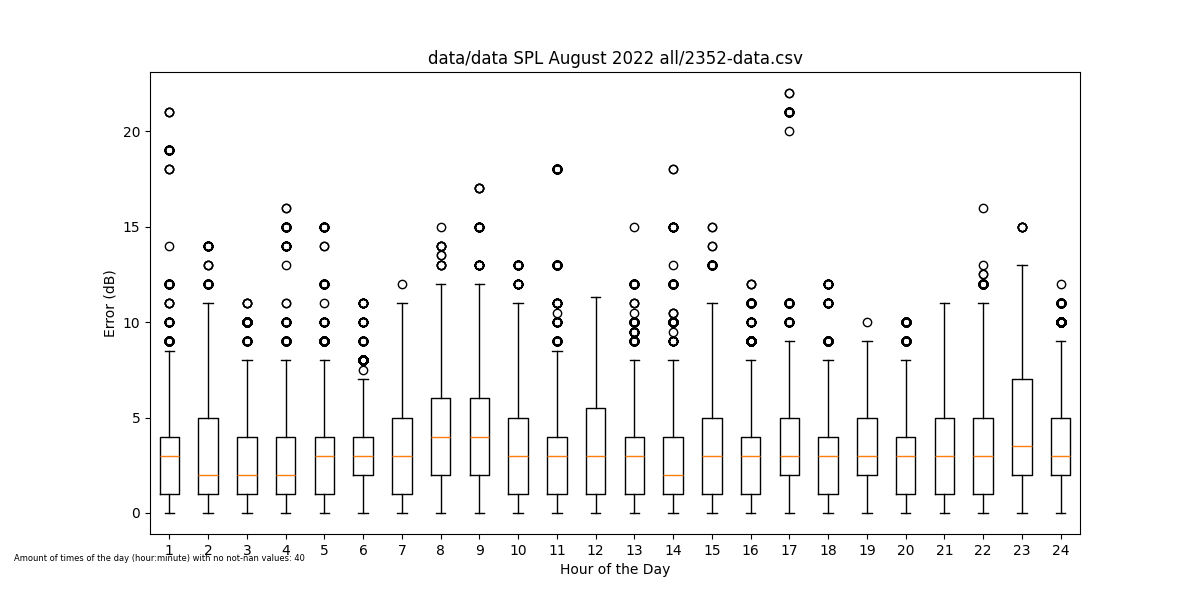 data/data SPL August 2022 all/2352-data.csv
Error (dB)
20
15
10
5
0
1 2 3 4 5 6 7 8 9 10 11 12 13 14 15 16 17 18 19 20 21 22 23 24
Amount of times of the day (hour:minute) with no not-nan values: 40
Hour of the Day